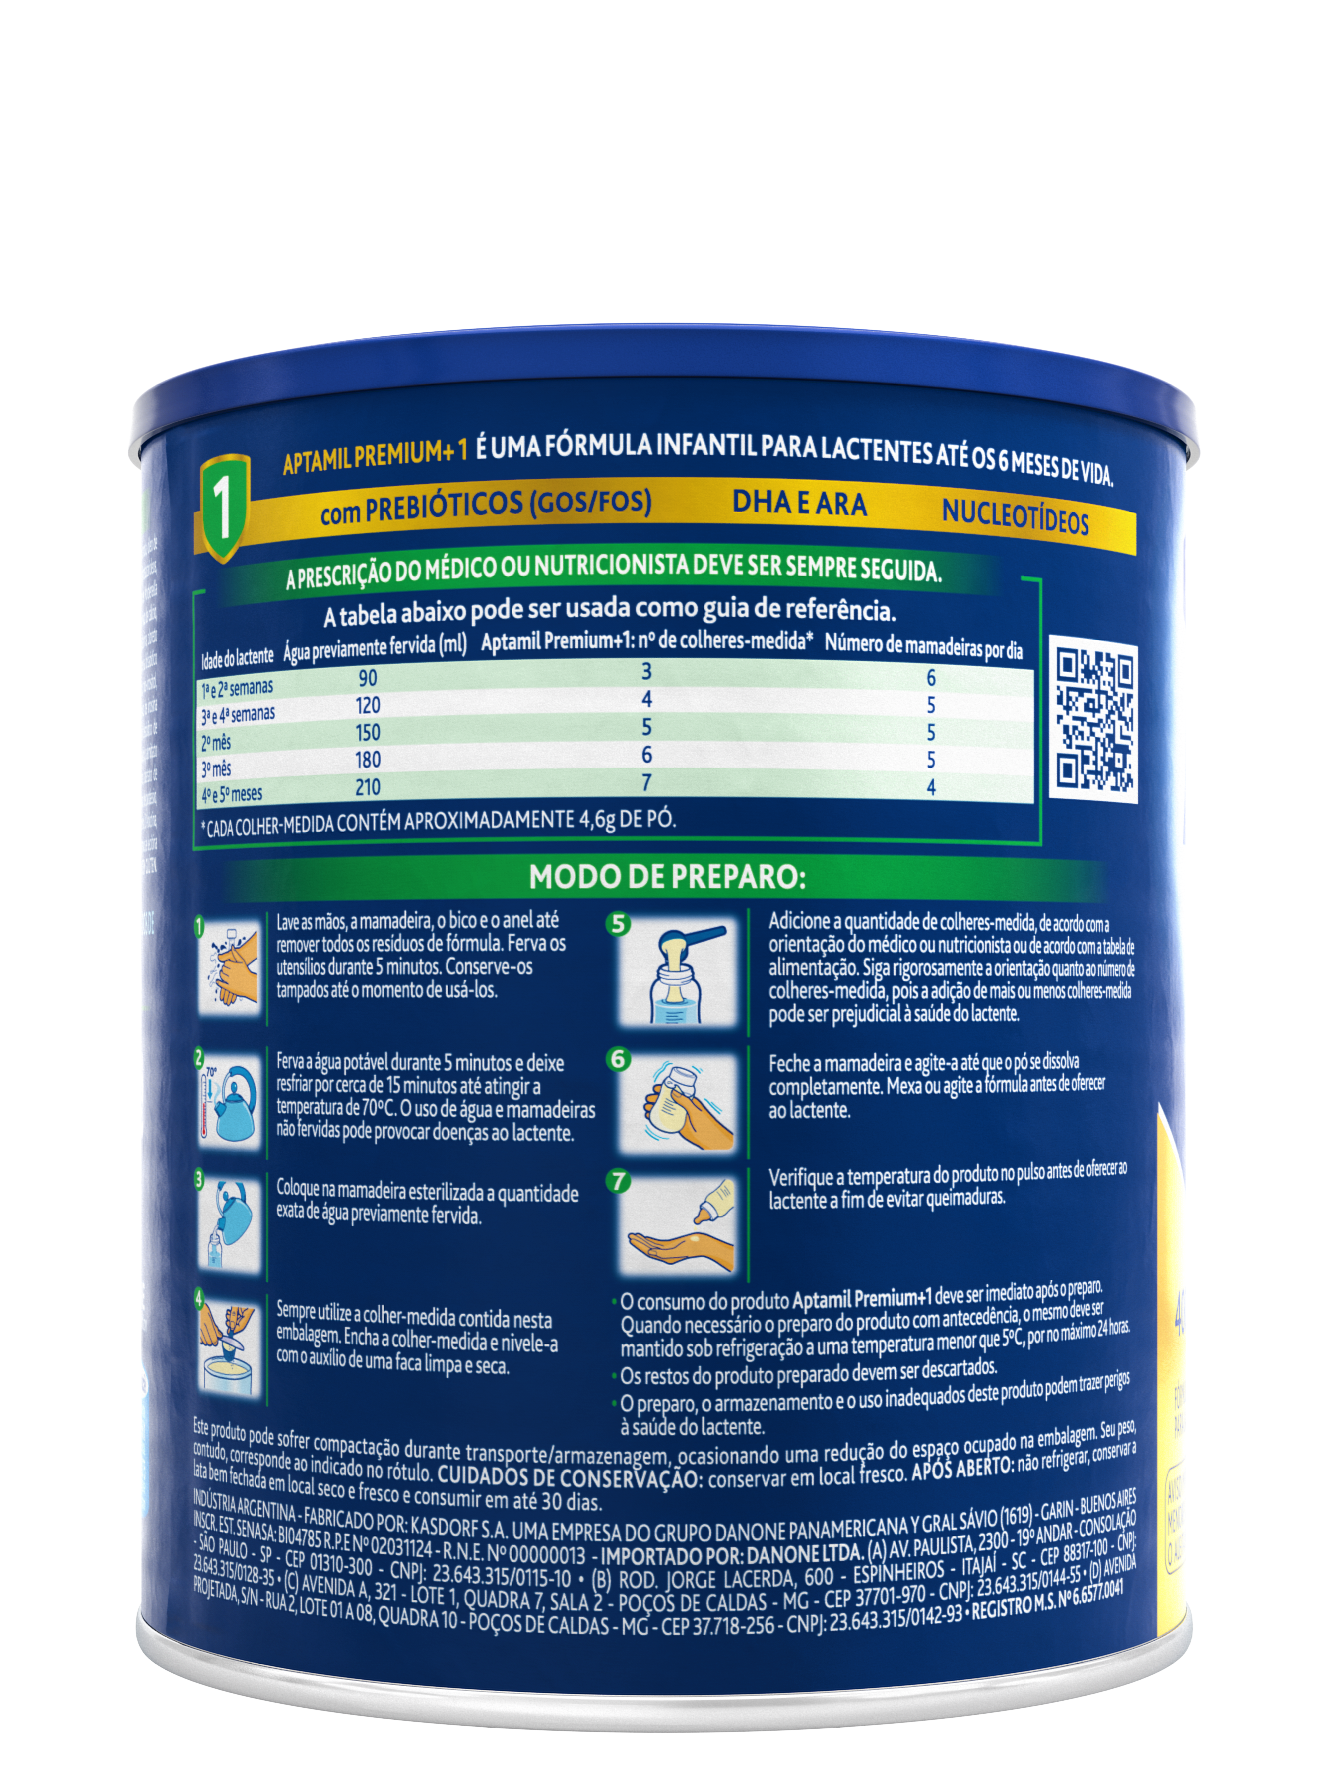 1
APTAMIL PREMIUM+ 1 É UMA FÓRMULA INFANTIL PARA LACTENTES ATÉ OS 6 MESES DE VIDA.
com PREBIÓTICOS (GOS/FOS) DHA E ARA NUCLEOTÍDEOS
A PRESCRIÇÃO DO MÉDICO OU NUTRICIONISTA DEVE SER SEMPRE SEGUIDA.
A tabela abaixo pode ser usada como guia de referência.
Idade do lactente Água previamente fervida (ml) Aptamil Premium+1: nº de colheres-medida* Número de mamadeiras por dia
1ª e 2ª semanas 90 3 6
3ª e 4ª semanas 120 4 5
2º mês 150 5 5
3º mês 180 6 5
4º e 5º meses 210 7 4
* CADA COLHER-MEDIDA CONTÉM APROXIMADAMENTE 4,6g DE PÓ.
MODO DE PREPARO:
1
Lave as mãos, a mamadeira, o bico e o anel até
remover todos os resíduos de fórmula. Ferva os
utensílios durante 5 minutos. Conserve-os
tampados até o momento de usá-los.
2
70º
Ferva a água potável durante 5 minutos e deixe
resfriar por cerca de 15 minutos até atingir a
temperatura de 70ºC. O uso de água e mamadeiras
não fervidas pode provocar doenças ao lactente.
3
Coloque na mamadeira esterilizada a quantidade
exata de água previamente fervida.
4
Sempre utilize a colher-medida contida nesta
embalagem. Encha a colher-medida e nivele-a
com o auxílio de uma faca limpa e seca.
5
Adicione a quantidade de colheres-medida, de acordo com a
orientação do médico ou nutricionista ou de acordo com a tabela de
alimentação. Siga rigorosamente a orientação quanto ao número de
colheres-medida, pois a adição de mais ou menos colheres-medida
pode ser prejudicial à saúde do lactente.
6
Feche a mamadeira e agite-a até que o pó se dissolva
completamente. Mexa ou agite a fórmula antes de oferecer
ao lactente.
7
Verifique a temperatura do produto no pulso antes de oferecer ao
lactente a fim de evitar queimaduras.
• O consumo do produto Aptamil Premium+1 deve ser imediato após o preparo.
Quando necessário o preparo do produto com antecedência, o mesmo deve ser
mantido sob refrigeração a uma temperatura menor que 5ºC, por no máximo 24 horas.
• Os restos do produto preparado devem ser descartados.
• O preparo, o armazenamento e o uso inadequados deste produto podem trazer perigos
à saúde do lactente.
Este produto pode sofrer compactação durante transporte/armazenagem, ocasionando uma redução do espaço ocupado na embalagem. Seu peso,
contudo, corresponde ao indicado no rótulo. CUIDADOS DE CONSERVAÇÃO: conservar em local fresco. APÓS ABERTO: não refrigerar, conservar a
lata bem fechada em local seco e fresco e consumir em até 30 dias.
INDÚSTRIA ARGENTINA - FABRICADO POR: KASDORF S.A. UMA EMPRESA DO GRUPO DANONE PANAMERICANA Y GRAL SÁVIO (1619) - GARIN - BUENOS AIRES
INSCR. EST. SENASA: BI04785 R.P.E Nº 02031124 - R.N.E. Nº 00000013 - IMPORTADO POR: DANONE LTDA. (A) AV. PAULISTA, 2300 - 19º ANDAR - CONSOLAÇÃO
- SÃO PAULO - SP - CEP 01310-300 - CNPJ: 23.643.315/0115-10 • (B) ROD. JORGE LACERDA, 600 - ESPINHEIROS - ITAJAÍ - SC - CEP 88317-100 - CNPJ:
23.643.315/0128-35 • (C) AVENIDA A, 321 - LOTE 1, QUADRA 7, SALA 2 - POÇOS DE CALDAS - MG - CEP 37701-970 - CNPJ: 23.643.315/0144-55 • (D) AVENIDA
PROJETADA, S/N - RUA 2, LOTE 01 A 08, QUADRA 10 - POÇOS DE CALDAS - MG - CEP 37.718-256 - CNPJ: 23.643.315/0142-93 • REGISTRO M.S. Nº 6.6577.0041